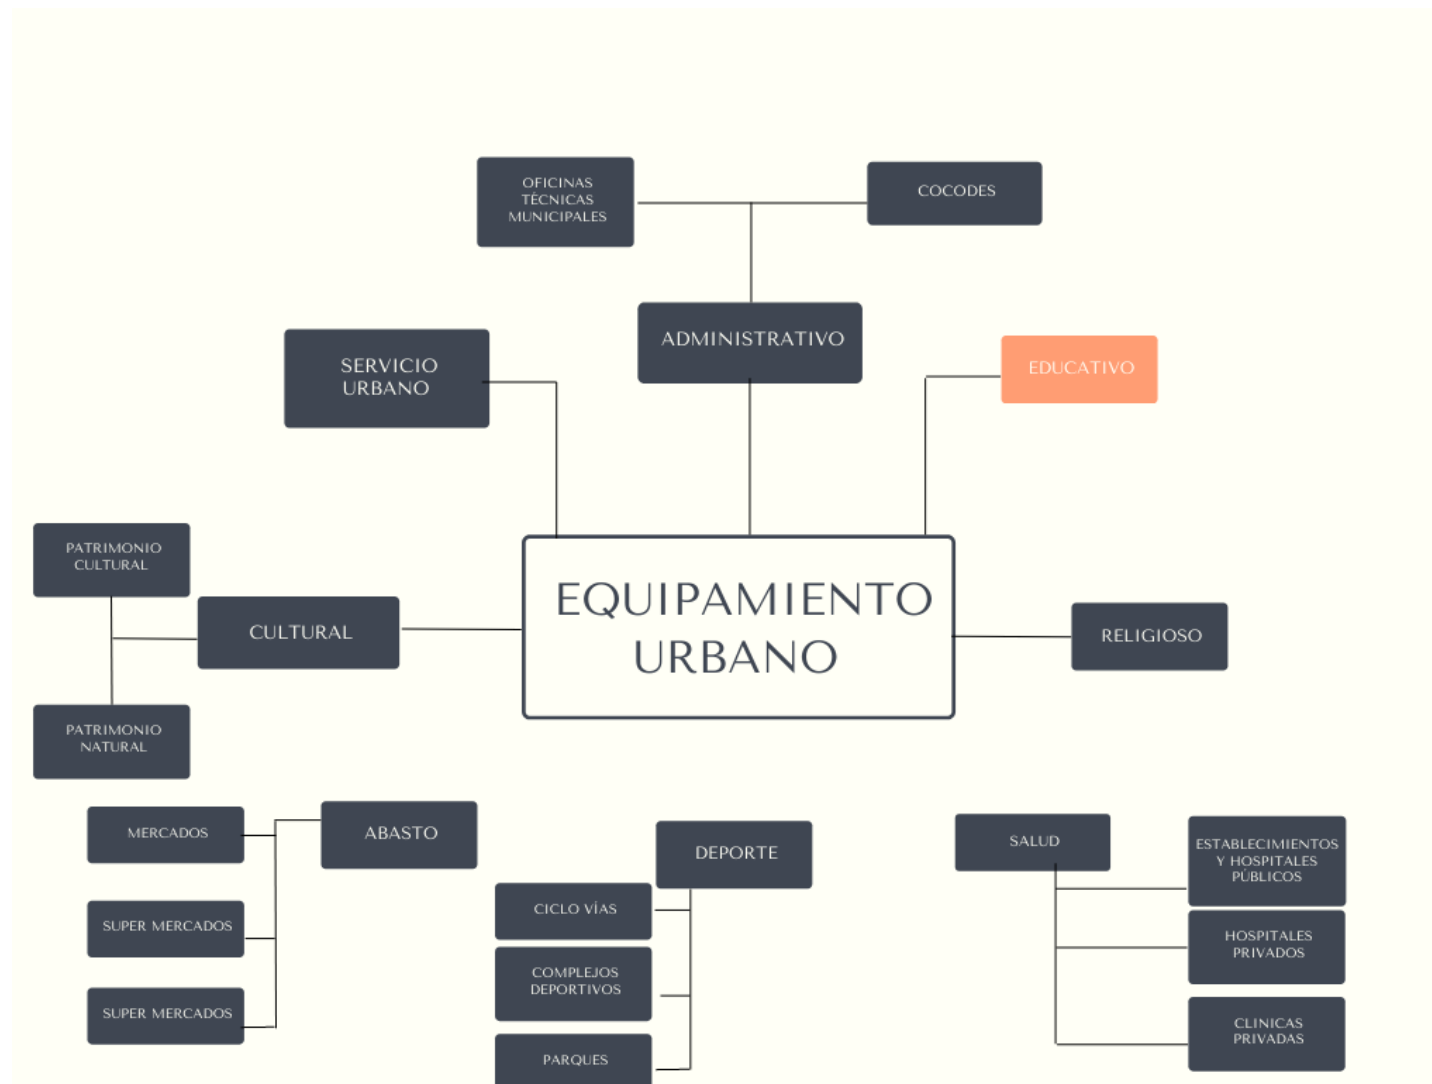 OFICINAS
TÉCNICAS
MUNICIPALES
COCODES
ADMINISTRATIVO
SERVICIO
URBANO
EDUCATIVO
PATRIMONIO
CULTURAL
CULTURAL
EQUIPAMIENTO
URBANO
RELIGIOSO
PATRIMONIO
NATURAL
MERCADOS
ABASTO
SUPER MERCADOS
SUPER MERCADOS
DEPORTE
CICLO VÍAS
COMPLEJOS
DEPORTIVOS
PARQUES
SALUD
ESTABLECIMIENTOS
Y HOSPITALES
PÚBLICOS
HOSPITALES
PRIVADOS
CLINICAS
PRIVADAS